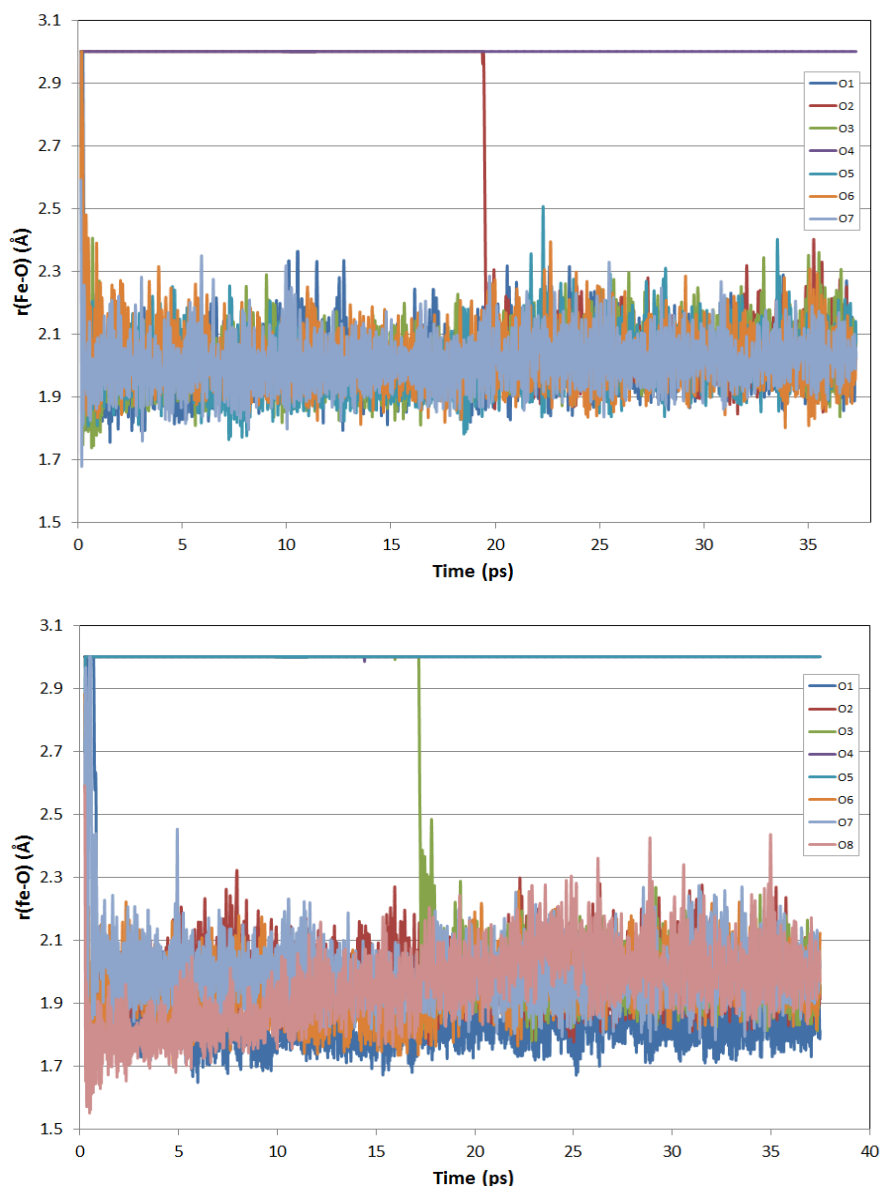 3.1
2.9
2.7
2.5
2.3
2.1
1.9
1.7
1.5
r(Fe-O) (Å)
O1
O2
O3
O4
O5
O6
O7
0 5 10 15 20 25 30 35
Time (ps)
3.1
2.9
2.7
2.5
2.3
2.1
1.9
1.7
1.5
r(fe-O) (Å)
O1
O2
O3
O4
O5
O6
O7
O8
0 5 10 15 20 25 30 35 40
Time (ps)